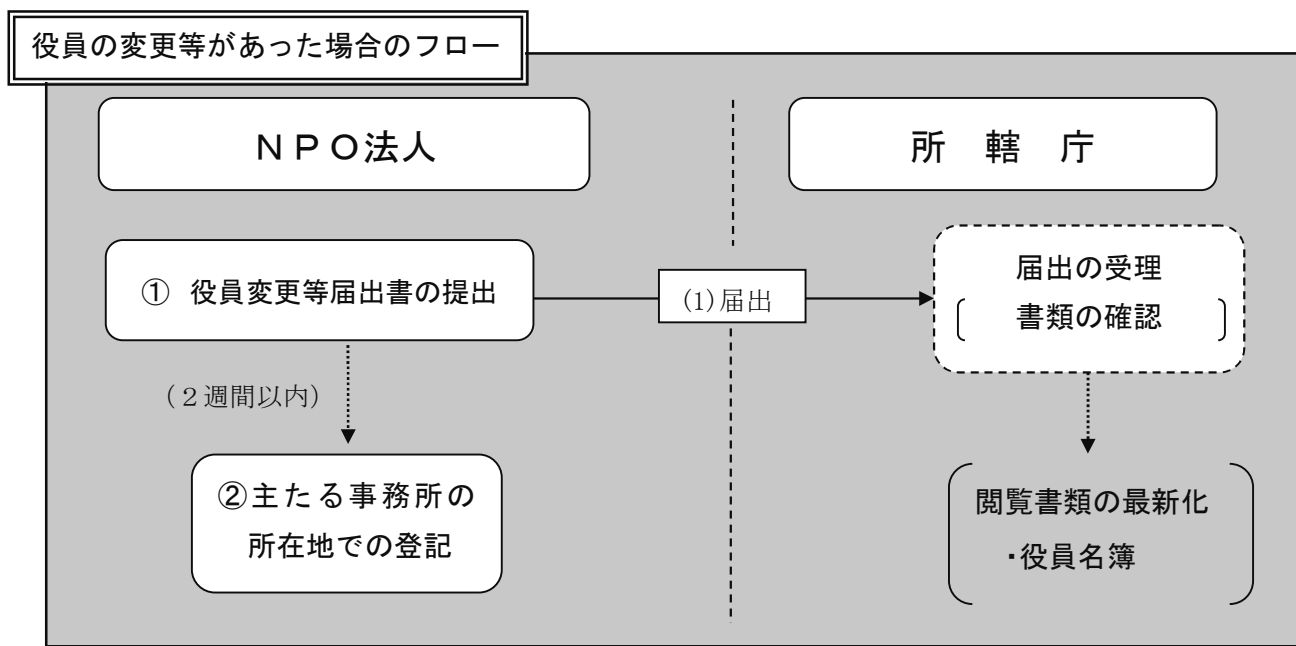 役員の変更等があった場合のフロー
ＮＰＯ法人
所　轄　庁
① 役員変更等届出書の提出
(1)届出
届出の受理
書類の確認
（２週間以内）
②主たる事務所の
所在地での登記
閲覧書類の最新化
・役員名簿